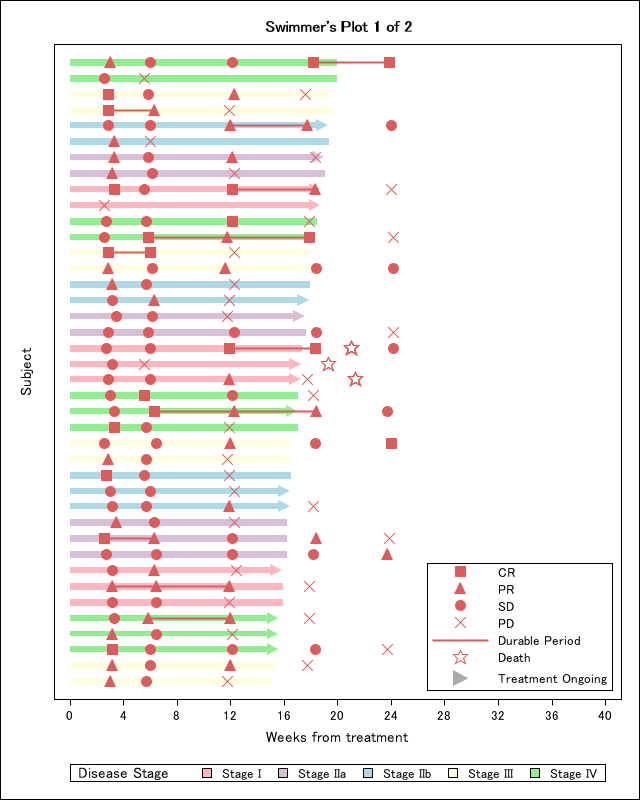 Swimmer's Plot 1 of 2
Subject
CR
PR
SD
PD
Durable Period
Death
Treatment Ongoing
0 4 8 12 16 20 24 28 32 36 40
Weeks from treatment
Disease Stage Stage I Stage IIa Stage IIb Stage III Stage IV